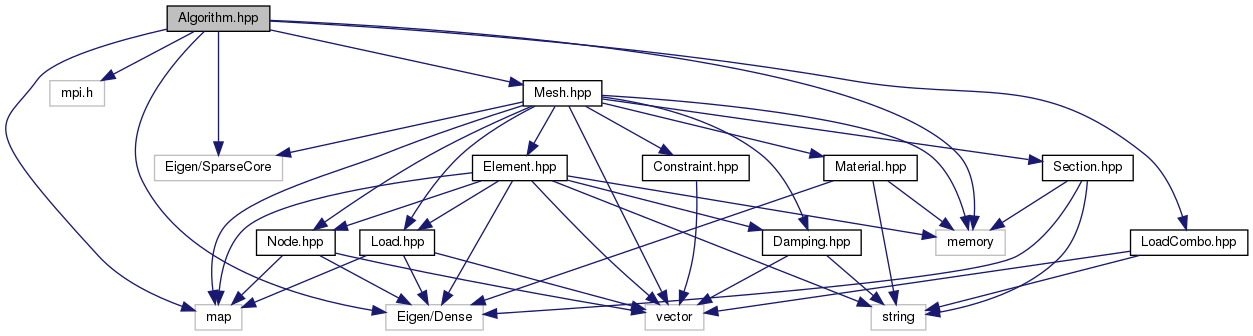 Algorithm.hpp
mpi.h
Mesh.hpp
Eigen/SparseCore
Element.hpp
Constraint.hpp
Material.hpp
Section.hpp
Node.hpp
Load.hpp
Damping.hpp
memory
LoadCombo.hpp
map
Eigen/Dense
vector
string